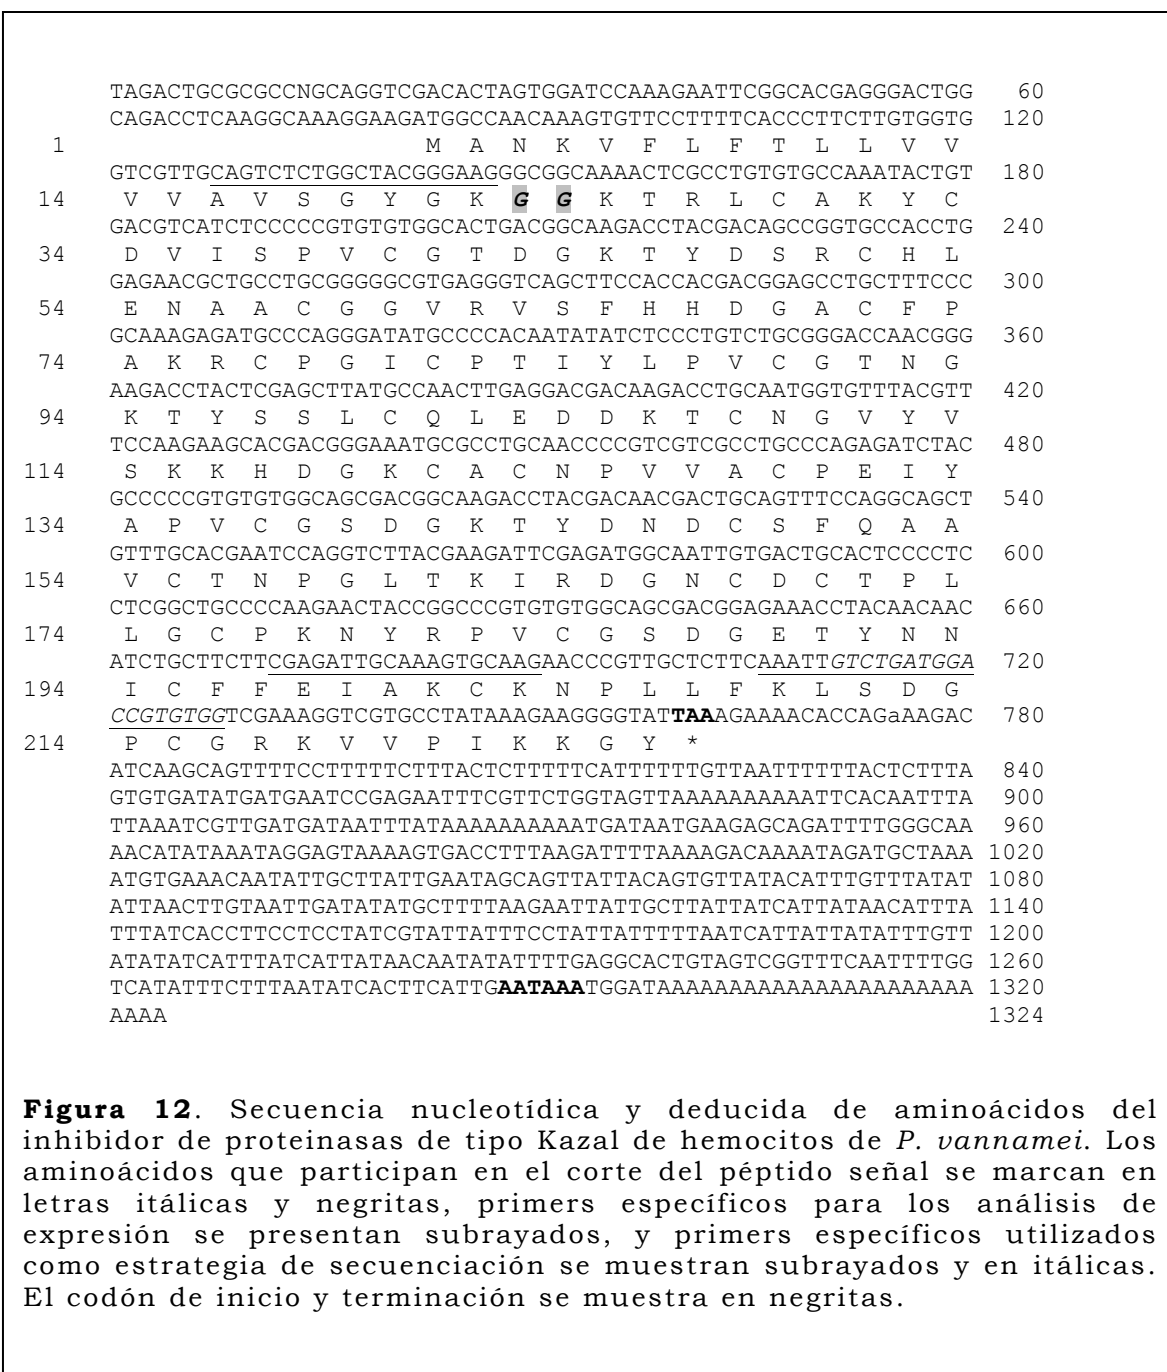 TAGACTGCGCGCCNGCAGGTCGACACTAGTGGATCCAAAGAATTCGGCACGAGGGACTGG 60
CAGACCTCAAGGCAAAGGAAGATGGCCAACAAAGTGTTCCTTTTCACCCTTCTTGTGGTG 120
1 M A N K V F L F T L L V V
GTCGTTGCAGTCTCTGGCTACGGGAAGGGCGGCAAAACTCGCCTGTGTGCCAAATACTGT 180
14 V V A V S G Y G K G G K T R L C A K Y C
GACGTCATCTCCCCCGTGTGTGGCACTGACGGCAAGACCTACGACAGCCGGTGCCACCTG 240
34 D V I S P V C G T D G K T Y D S R C H L
GAGAACGCTGCCTGCGGGGGCGTGAGGGTCAGCTTCCACCACGACGGAGCCTGCTTTCCC 300
54 E N A A C G G V R V S F H H D G A C F P
GCAAAGAGATGCCCAGGGATATGCCCCACAATATATCTCCCTGTCTGCGGGACCAACGGG 360
74 A K R C P G I C P T I Y L P V C G T N G
AAGACCTACTCGAGCTTATGCCAACTTGAGGACGACAAGACCTGCAATGGTGTTTACGTT 420
94 K T Y S S L C Q L E D D K T C N G V Y V
TCCAAGAAGCACGACGGGAAATGCGCCTGCAACCCCGTCGTCGCCTGCCCAGAGATCTAC 480
114 S K K H D G K C A C N P V V A C P E I Y
GCCCCCGTGTGTGGCAGCGACGGCAAGACCTACGACAACGACTGCAGTTTCCAGGCAGCT 540
134 A P V C G S D G K T Y D N D C S F Q A A
GTTTGCACGAATCCAGGTCTTACGAAGATTCGAGATGGCAATTGTGACTGCACTCCCCTC 600
154 V C T N P G L T K I R D G N C D C T P L
CTCGGCTGCCCCAAGAACTACCGGCCCGTGTGTGGCAGCGACGGAGAAACCTACAACAAC 660
174 L G C P K N Y R P V C G S D G E T Y N N
ATCTGCTTCTTCGAGATTGCAAAGTGCAAGAACCCGTTGCTCTTCAAATTGTCTGATGGA 720
194 I C F F E I A K C K N P L L F K L S D G
CCGTGTGGTCGAAAGGTCGTGCCTATAAAGAAGGGGTATTAAAGAAAACACCAGaAAGAC 780
214 P C G R K V V P I K K G Y *
ATCAAGCAGTTTTCCTTTTTCTTTACTCTTTTTCATTTTTTTGTTAATTTTTTACTCTTTA 840
GTGTGATATGATGAATCCGAGAATTTCGTTCTGGTAGTTAAAAAAAAAATTCACAATTTA 900
TTAAATCGTTGATGATAATTTATAAAAAAAAAATGATAATGAAGAGCAGATTTTGGGCAA 960
AACATATAAATAGGAGTAAAAGTGACCTTTAAGATTTTAAAAGACAAAATAGATGCTAAA 1020
ATGTGAAACAATATTGCTTATTGAATAGCAGTTATTACAGTGTTATACATTTGTTTATAT 1080
ATTAACTTGTAATTGATATATGCTTTTAAGAATTATTGCTTATTATCATTATAACATTTA 1140
TTTATCACCTTCCTCCTATCGTATTATTTCCTATTATTTTTAATCATTATTATATTTGTT 1200
ATATATCATTTATCATTATAACAATATATTTTGAGGCACTGTAGTCGGTTTCAATTTTGG 1260
TCATATTTCTTTAATATCACTTCATTGAATAAATGGATAAAAAAAAAAAAAAAAAAAAAA 1320
AAAA 1324
Figura 12. Secuencia nucleotídica y deducida de aminoácidos del
inhibidor de proteinasas de tipo Kazal de hemocitos de P. vannamei. Los
aminoácidos que participan en el corte del péptido señal se marcan en
letras itálicas y negritas, primers específicos para los análisis de
expresión se presentan subrayados, y primers específicos utilizados
como estrategia de secuenciación se muestran subrayados y en itálicas.
El codón de inicio y terminación se muestra en negritas.